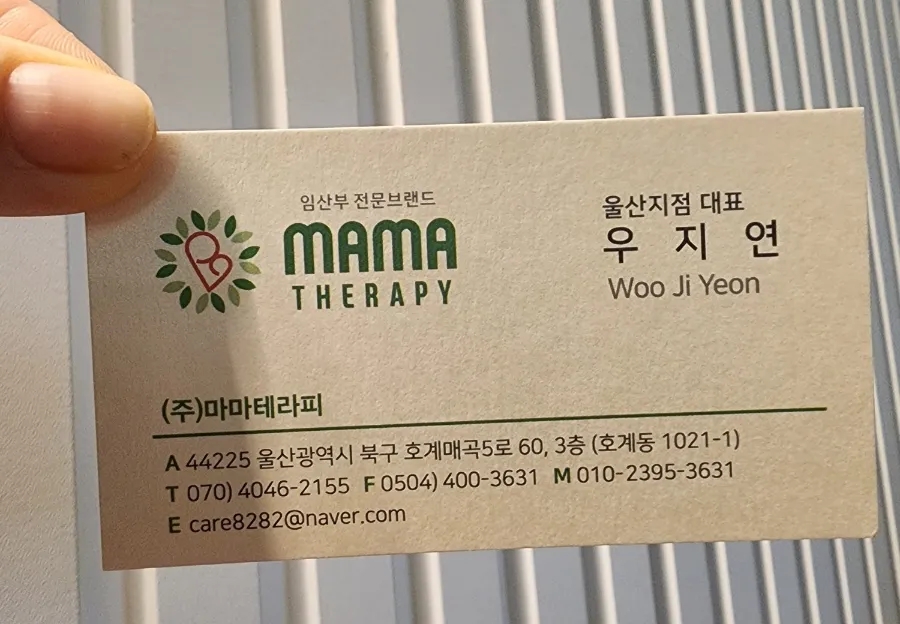 임산부 전문브랜드
MAMA
THERAPY
울산지점 대표
우 지 연
Woo Ji Yeon
(주)마마테라피
A 44225 울산광역시 북구 호계매곡5로 60, 3층 (호계동 1021-1)
T 070) 4046-2155 F 0504) 400-3631 M 010-2395-3631
E care8282@naver.com